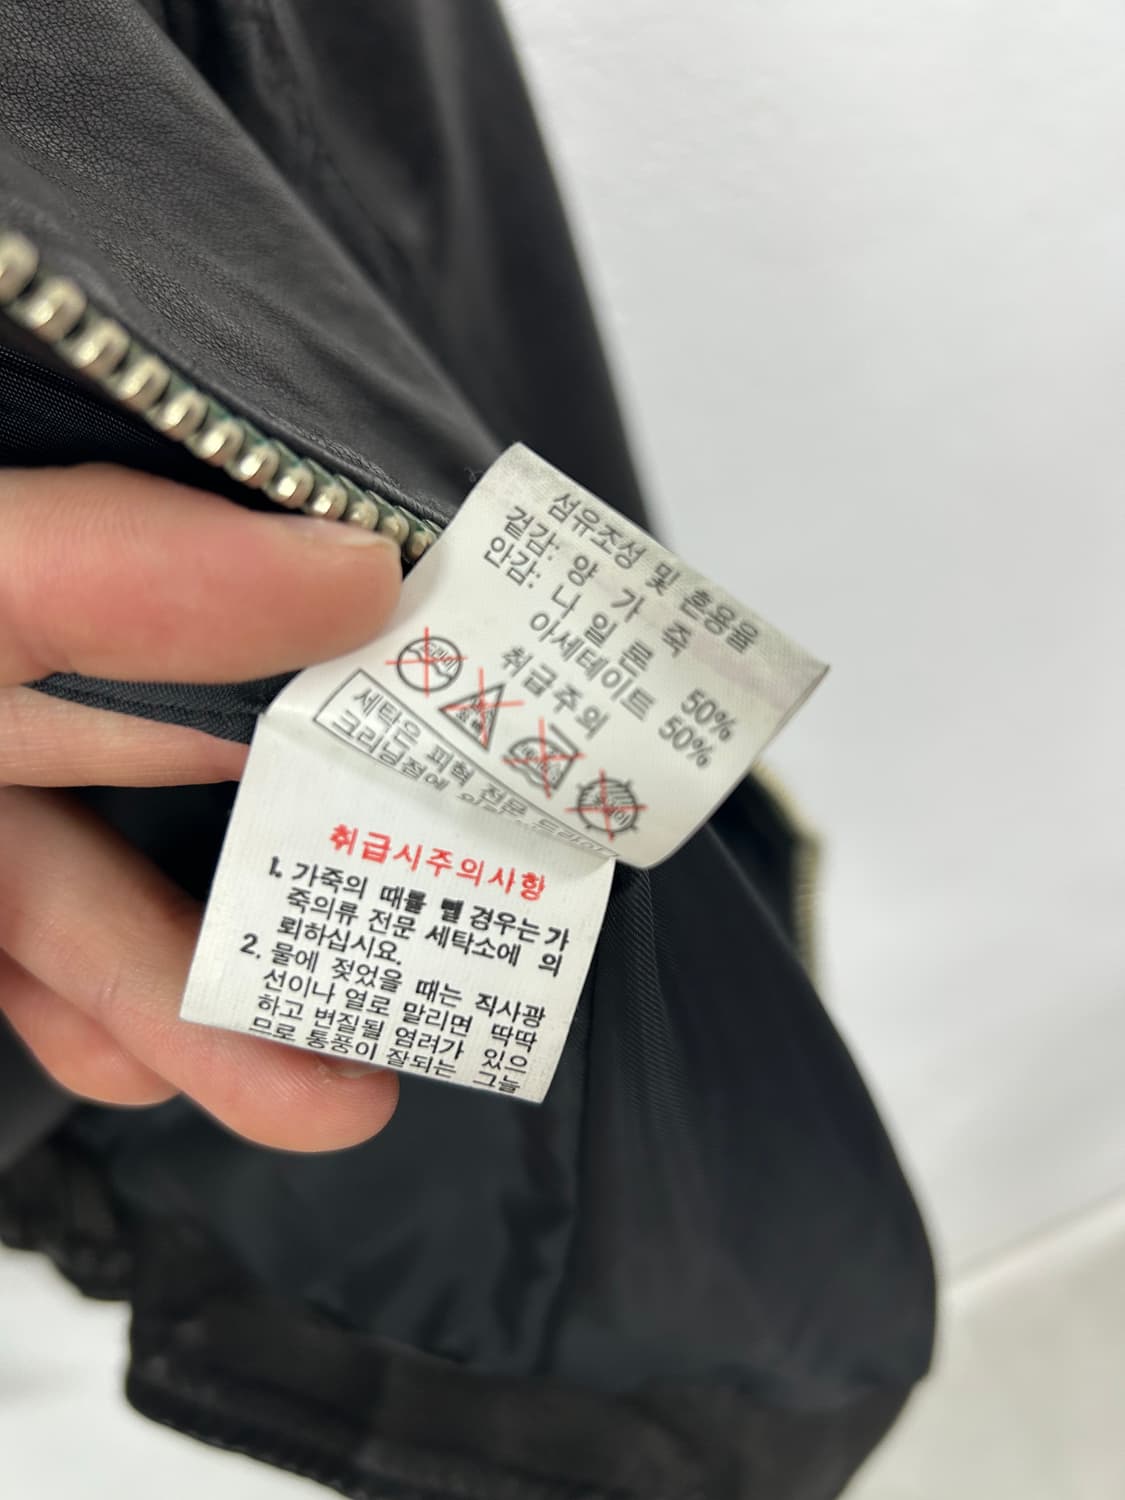 섬유조성 및 혼용율
겉감: 양 가 죽
안감: 나 일 론 50%
아세테이트 50%
취급주의
드라이
세탁은 피혁 전문 드라이
크리닝점에
취급시주의사항
1. 가죽의 때를 뺄 경우는 가
죽의류 전문 세탁소에 의
뢰하십시요.
2. 물에 젖었을 때는 직사광
선이나 열로 말리면 딱딱
하고 변질될 염려가 있으
므로 통풍이 잘되는 그늘